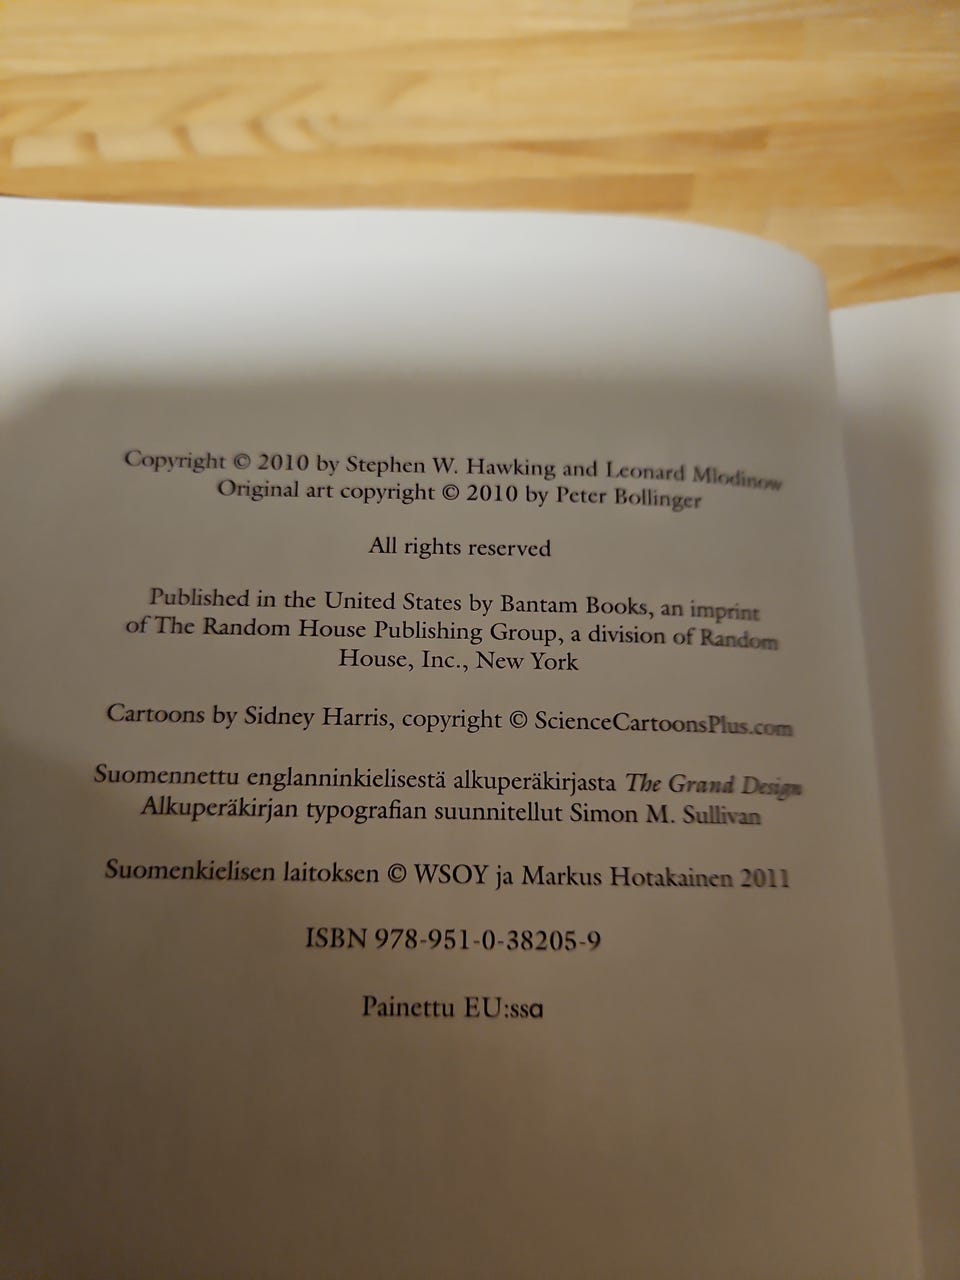 Copyright © 2010 by Stephen W. Hawking and Leonard Mlodinow
Original art copyright © 2010 by Peter Bollinger
All rights reserved
Published in the United States by Bantam Books, an imprint
of The Random House Publishing Group, a division of Random
House, Inc., New York
Cartoons by Sidney Harris, copyright © ScienceCartoonsPlus.com
Suomennettu englanninkielisestä alkuperäkirjasta The Grand Design
Alkuperäkirjan typografian suunnitellut Simon M. Sullivan
Suomenkielisen laitoksen © WSOY ja Markus Hotakainen 2011
ISBN 978-951-0-38205-9
Painettu EU:ssa